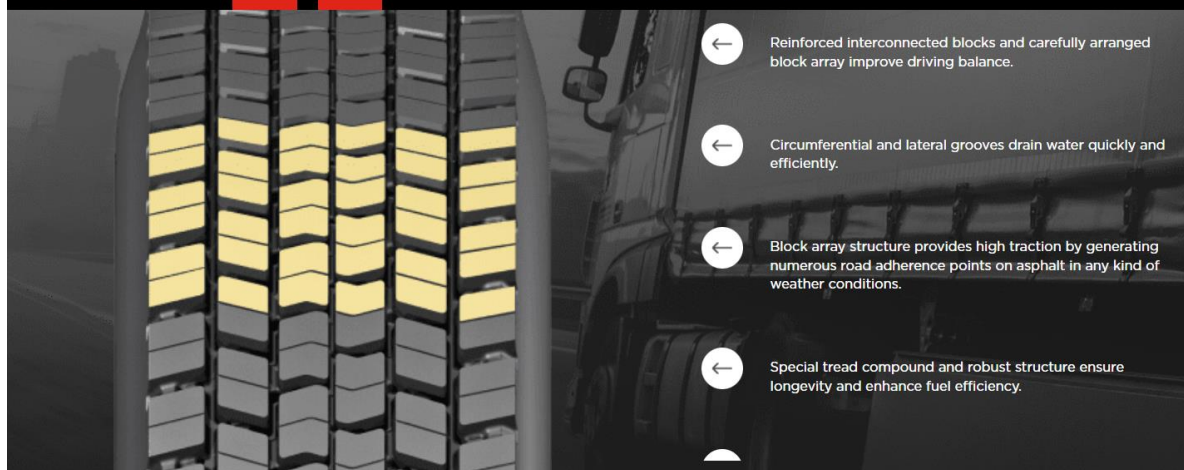 Reinforced interconnected blocks and carefully arranged
block array improve driving balance.
Circumferential and lateral grooves drain water quickly and
efficiently.
Block array structure provides high traction by generating
numerous road adherence points on asphalt in any kind of
weather conditions.
Special tread compound and robust structure ensure
longevity and enhance fuel efficiency.